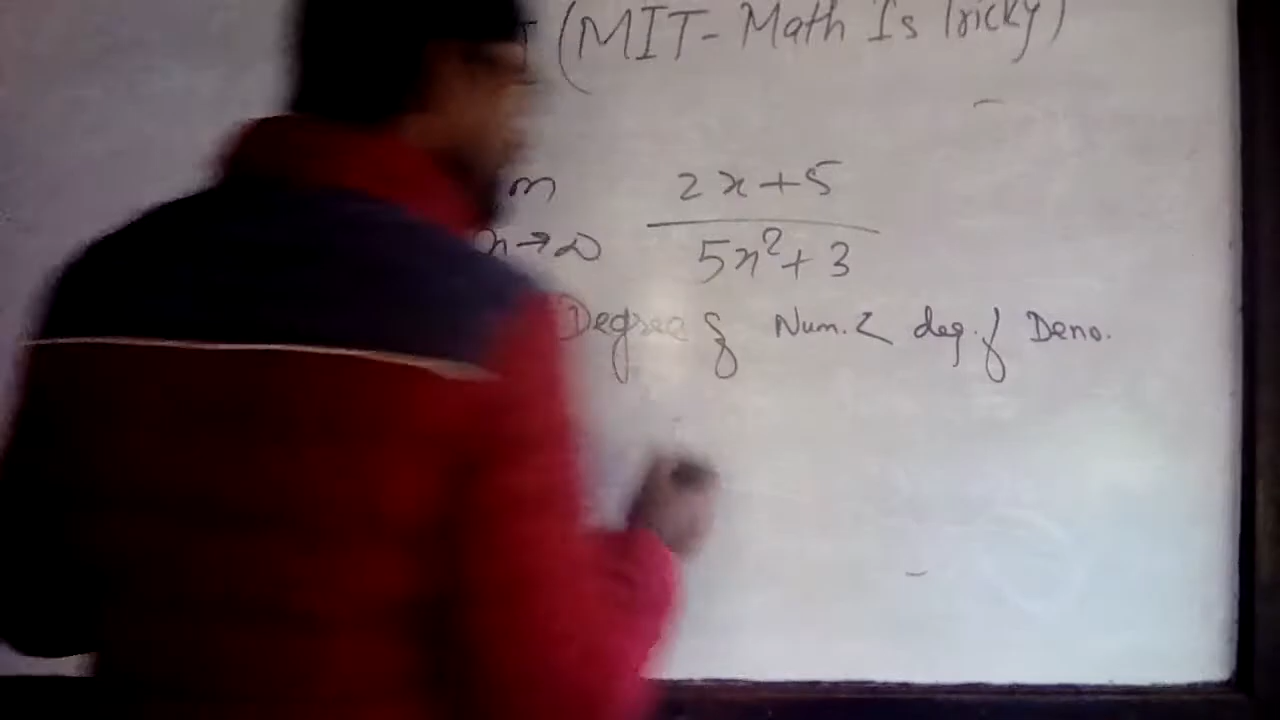 (MIT- Math Is Tricky)
m 2x+5
x→∞ 5x²+3
Degree of Num. < deg. of Deno.